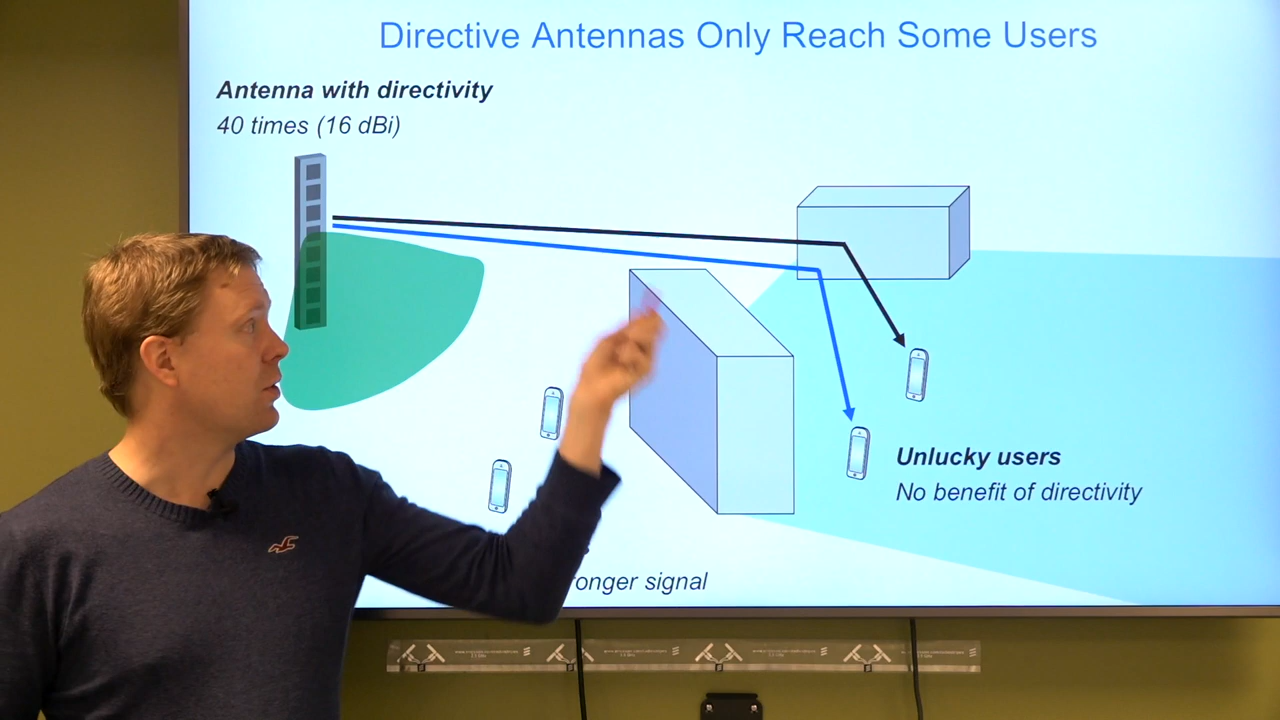 Directive Antennas Only Reach Some Users
Antenna with directivity
40 times (16 dBi)
Unlucky users
No benefit of directivity
signal